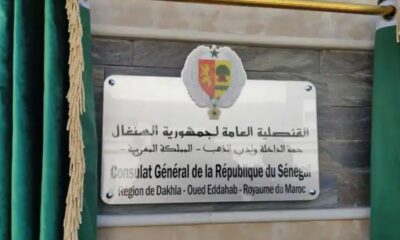 القنصلية العامة لجمهورية السنغال
جهة الداخلة وادي الذهب - المملكة المغربية -
Consulat Général de la République du Sénégal
Région de Dakhla - Oued Eddahab - Royaume du Maroc